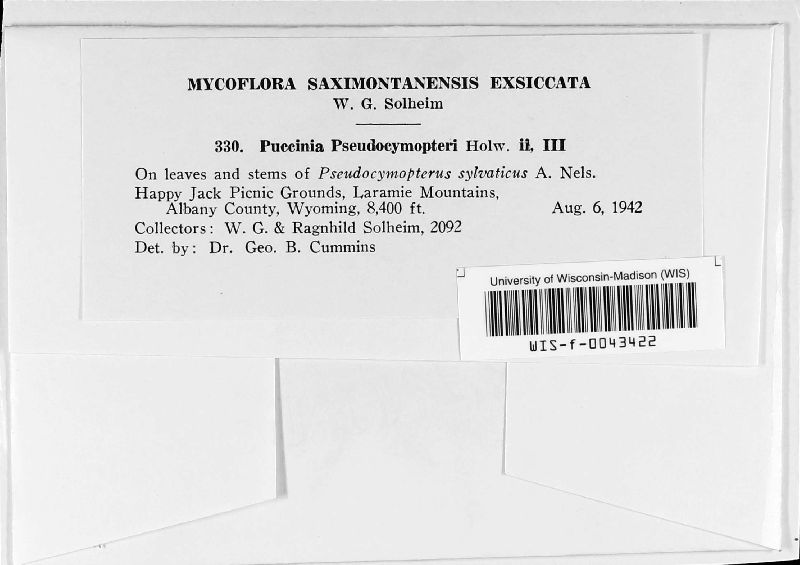 MYCOFLORA SAXIMONTANENSIS EXSICCATA
W. G. Solheim
330. Puccinia Pseudocymopteri Holw. ii, III
On leaves and stems of Pseudocymopterus sylvaticus A. Nels.
Happy Jack Picnic Grounds, Laramie Mountains,
Albany County, Wyoming, 8,400 ft. Aug. 6, 1942
Collectors: W. G. & Ragnhild Solheim, 2092
Det. by: Dr. Geo. B. Cummins
University of Wisconsin-Madison (WIS)
WIS-f-0043422